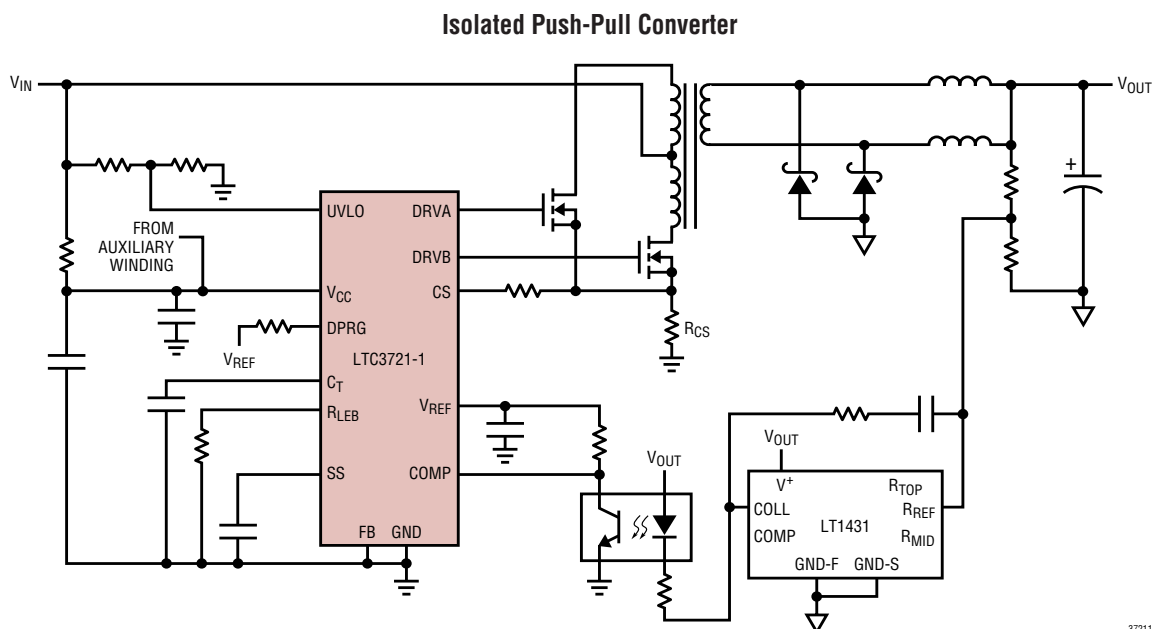 Isolated Push-Pull Converter
VIN
VOUT
UVLO
DRVA
FROM
AUXILIARY
WINDING
DRVB
VCC
CS
RCS
DPRG
VREF
LTC3721-1
CT
RLEB
VREF
SS
COMP
VOUT
VOUT
V+
RTOP
COLL
RREF
LT1431
COMP
RMID
FB
GND
GND-F
GND-S
+
37211